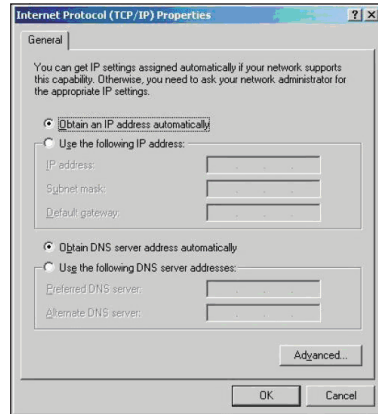 Internet Protocol (TCP/IP) Properties
General
You can get IP settings assigned automatically if your network supports
this capability. Otherwise, you need to ask your network administrator for
the appropriate IP settings.
Obtain an IP address automatically
Use the following IP address:
IP address:
Subnet mask:
Default gateway:
Obtain DNS server address automatically
Use the following DNS server addresses:
Preferred DNS server:
Alternate DNS server:
Advanced...
OK Cancel